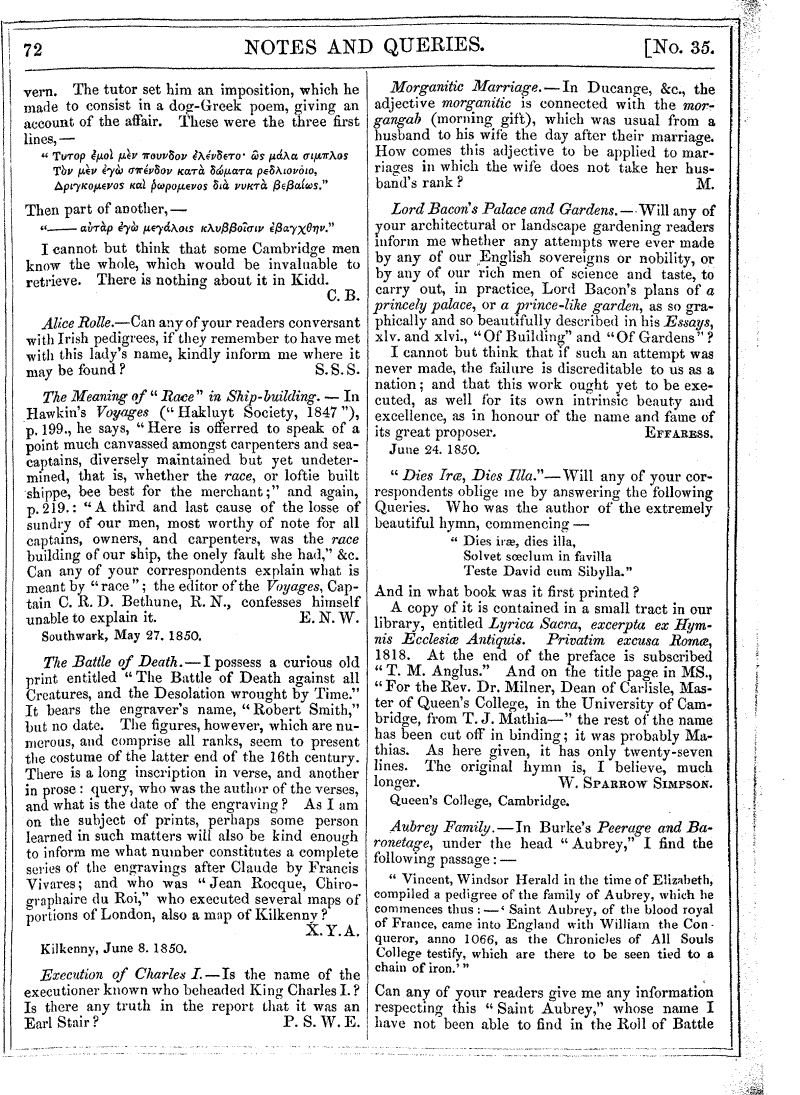 72 NOTES AND QUERIES. [No. 35.
vern. The tutor set him an imposition, which he
made to consist in a dog-Greek poem, giving an
account of the affair. These were the three first
lines,—
“ Τυτορ ἐμοὶ μὲν πουνδον ἐλένδετο· ὣς μάλα σιμπλος
Τὸν μὲν ἐγὼ σπένδον κατὰ δώματα ρεδλιονόιο,
Δριγκομενος καὶ ῥωρομενος διὰ νυκτὰ βεβαίως.”
Then part of another,—
“—— αὐτὰρ ἐγὼ μεγάλοις κλυββοῖσιν ἐβαγχθην.”
I cannot but think that some Cambridge men
know the whole, which would be invaluable to
retrieve. There is nothing about it in Kidd.
C. B.
Alice Rolle.—Can any of your readers conversant
with Irish pedigrees, if they remember to have met
with this lady's name, kindly inform me where it
may be found? S.S.S.
The Meaning of “ Race” in Ship-building. — In
Hawkin's Voyages (“ Hakluyt Society, 1847 ”),
p. 199., he says, “ Here is offerred to speak of a
point much canvassed amongst carpenters and sea-
captains, diversely maintained but yet undeter-
mined, that is, whether the race, or loftie built
shippe, bee best for the merchant;” and again,
p. 219.: “ A third and last cause of the losse of
sundry of our men, most worthy of note for all
captains, owners, and carpenters, was the race
building of our ship, the onely fault she had,” &c.
Can any of your correspondents explain what is
meant by “ race ”; the editor of the Voyages, Cap-
tain C. R. D. Bethune, R. N., confesses himself
unable to explain it. E. N. W.
Southwark, May 27. 1850.
The Battle of Death.—I possess a curious old
print entitled “ The Battle of Death against all
Creatures, and the Desolation wrought by Time.”
It bears the engraver's name, “ Robert Smith,”
but no date. The figures, however, which are nu-
merous, and comprise all ranks, seem to present
the costume of the latter end of the 16th century.
There is a long inscription in verse, and another
in prose : query, who was the author of the verses,
and what is the date of the engraving? As I am
on the subject of prints, perhaps some person
learned in such matters will also be kind enough
to inform me what number constitutes a complete
series of the engravings after Claude by Francis
Vivares; and who was “ Jean Rocque, Chiro-
graphaire du Roi,” who executed several maps of
portions of London, also a map of Kilkenny?
X. Y. A.
Kilkenny, June 8. 1850.
Execution of Charles I.—Is the name of the
executioner known who beheaded King Charles I.?
Is there any truth in the report that it was an
Earl Stair? P. S. W. E.
Morganitic Marriage.—In Ducange, &c., the
adjective morganitic is connected with the mor-
gangab (morning gift), which was usual from a
husband to his wife the day after their marriage.
How comes this adjective to be applied to mar-
riages in which the wife does not take her hus-
band's rank? M.
Lord Bacon's Palace and Gardens.—Will any of
your architectural or landscape gardening readers
inform me whether any attempts were ever made
by any of our English sovereigns or nobility, or
by any of our rich men of science and taste, to
carry out, in practice, Lord Bacon's plans of a
princely palace, or a prince-like garden, as so gra-
phically and so beautifully described in his Essays,
xlv. and xlvi., “ Of Building” and “ Of Gardens”?
I cannot but think that if such an attempt was
never made, the failure is discreditable to us as a
nation; and that this work ought yet to be exe-
cuted, as well for its own intrinsic beauty and
excellence, as in honour of the name and fame of
its great proposer. EFFARESS.
June 24. 1850.
“ Dies Iræ, Dies Illa.”—Will any of your cor-
respondents oblige me by answering the following
Queries. Who was the author of the extremely
beautiful hymn, commencing —
“ Dies iræ, dies illa,
Solvet sœclum in favilla
Teste David cum Sibylla.”
And in what book was it first printed?
A copy of it is contained in a small tract in our
library, entitled Lyrica Sacra, excerpta ex Hym-
nis Ecclesiæ Antiquis. Privatim excusa Romæ,
1818. At the end of the preface is subscribed
“ T. M. Anglus.” And on the title page in MS.,
“ For the Rev. Dr. Milner, Dean of Carlisle, Mas-
ter of Queen's College, in the University of Cam-
bridge, from T. J. Mathia—” the rest of the name
has been cut off in binding; it was probably Ma-
thias. As here given, it has only twenty-seven
lines. The original hymn is, I believe, much
longer. W. SPARROW SIMPSON.
Queen's College, Cambridge.
Aubrey Family.—In Burke's Peerage and Ba-
ronetage, under the head “ Aubrey,” I find the
following passage : —
“ Vincent, Windsor Herald in the time of Elizabeth,
compiled a pedigree of the family of Aubrey, which he
commences thus : —‘ Saint Aubrey, of the blood royal
of France, came into England with William the Con-
queror, anno 1066, as the Chronicles of All Souls
College testify, which are there to be seen tied to a
chain of iron.’ ”
Can any of your readers give me any information
respecting this “ Saint Aubrey,” whose name I
have not been able to find in the Roll of Battle